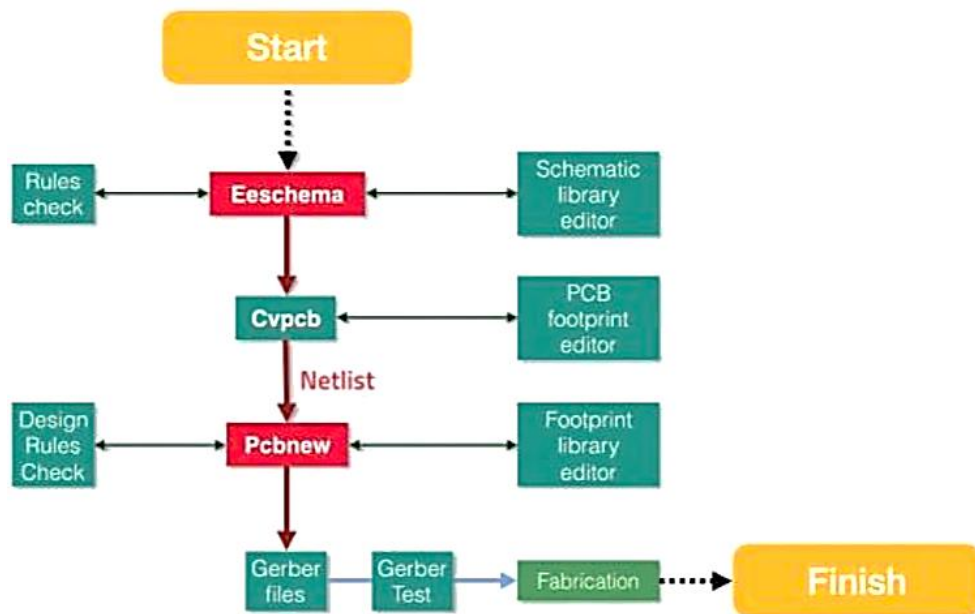 Start
Rules
check
Eeschema
Schematic
library
editor
Cvpcb
PCB
footprint
editor
Netlist
Design
Rules
Check
Pcbnew
Footprint
library
editor
Gerber
files
Gerber
Test
Fabrication
Finish